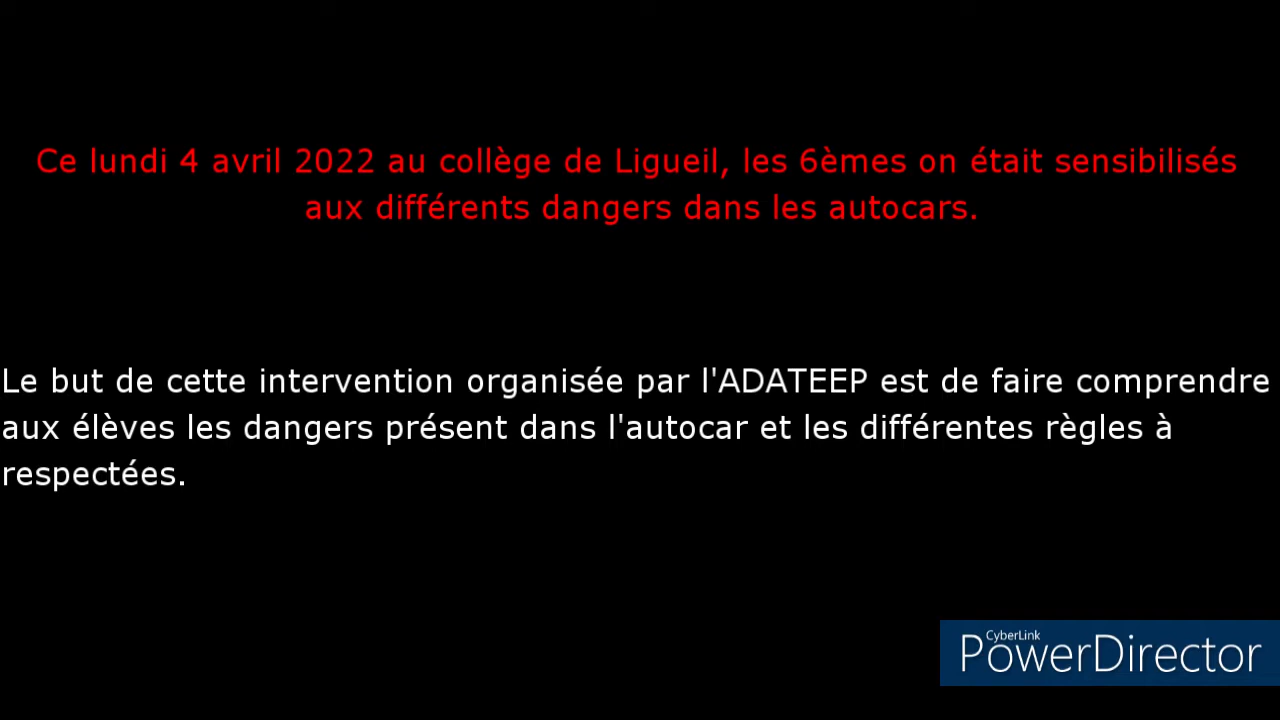 Ce lundi 4 avril 2022 au collège de Ligueil, les 6èmes on était sensibilisés
aux différents dangers dans les autocars.
Le but de cette intervention organisée par l'ADATEEP est de faire comprendre
aux élèves les dangers présent dans l'autocar et les différentes règles à
respectées.
CyberLink
PowerDirector